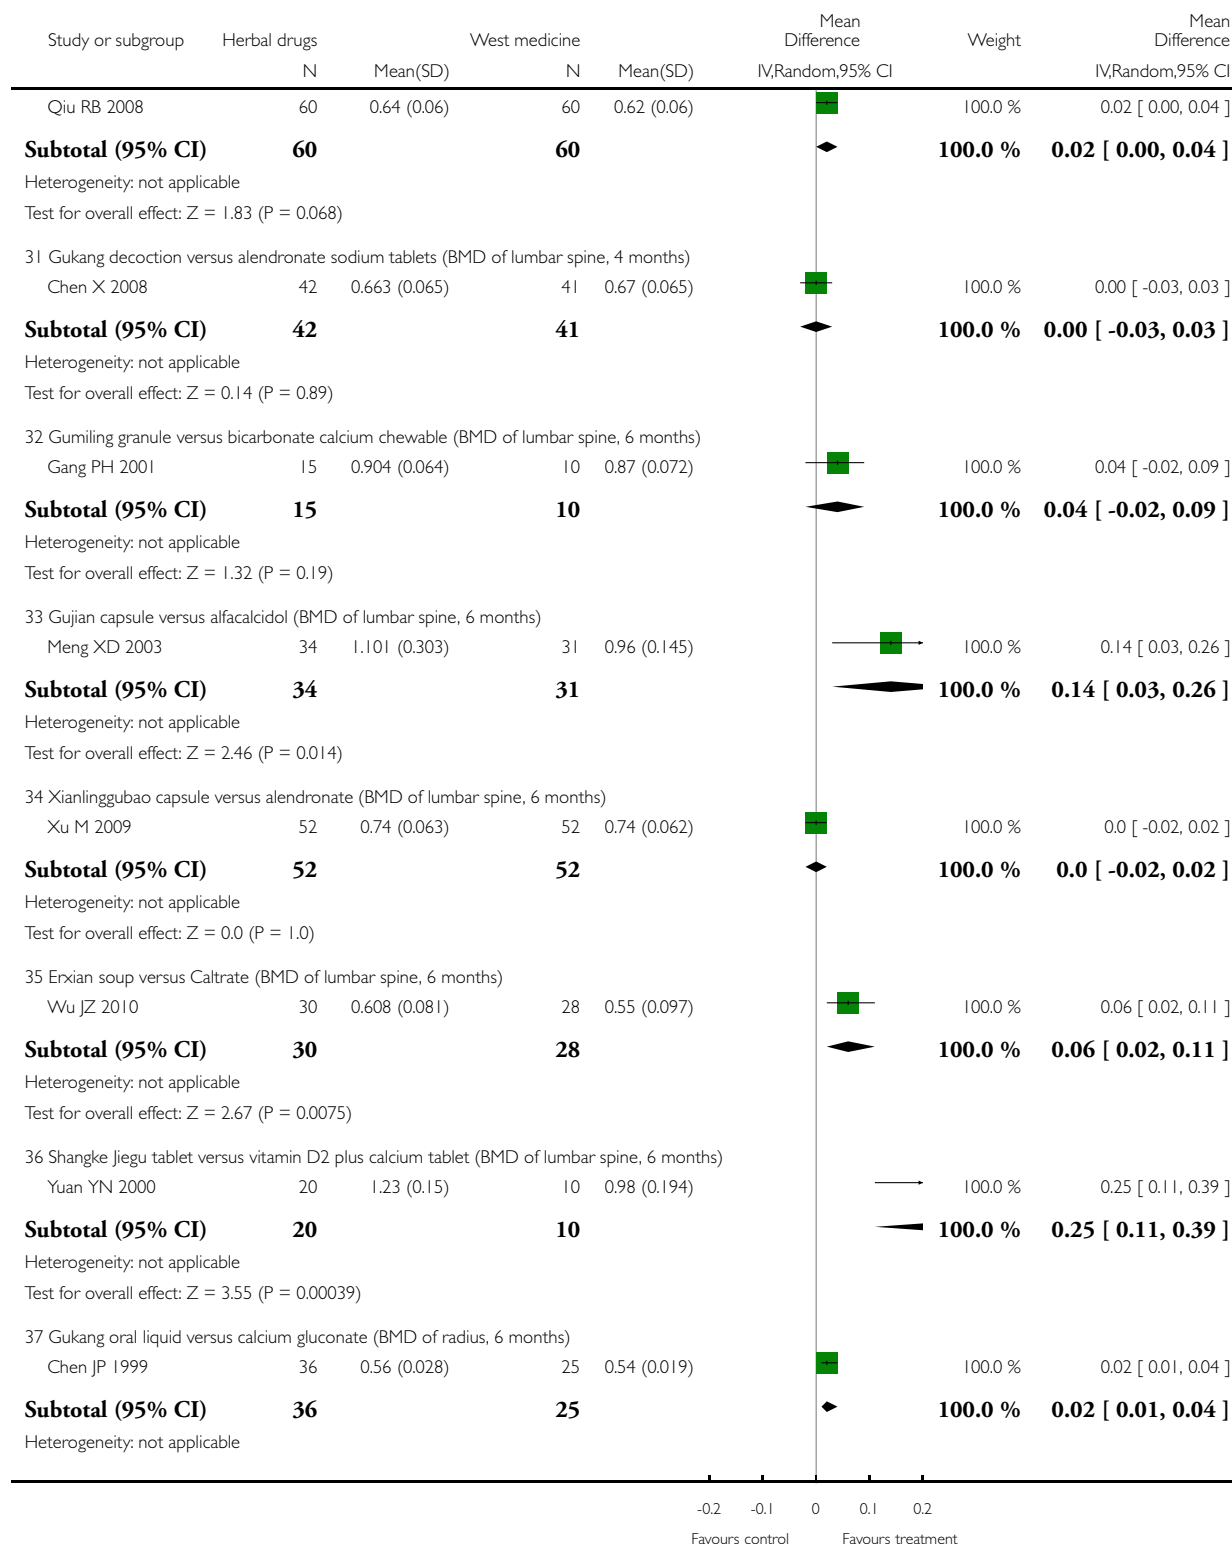 Mean Mean
Study or subgroup Herbal drugs West medicine Difference Weight Difference
N Mean(SD) N Mean(SD) IV,Random,95% CI IV,Random,95% CI
Qiu RB 2008 60 0.64 (0.06) 60 0.62 (0.06) 100.0 % 0.02 [ 0.00, 0.04 ]
Subtotal (95% CI) 60 60 100.0 % 0.02 [ 0.00, 0.04 ]
Heterogeneity: not applicable
Test for overall effect: Z = 1.83 (P = 0.068)
31 Gukang decoction versus alendronate sodium tablets (BMD of lumbar spine, 4 months)
Chen X 2008 42 0.663 (0.065) 41 0.67 (0.065) 100.0 % 0.00 [ -0.03, 0.03 ]
Subtotal (95% CI) 42 41 100.0 % 0.00 [ -0.03, 0.03 ]
Heterogeneity: not applicable
Test for overall effect: Z = 0.14 (P = 0.89)
32 Gumiling granule versus bicarbonate calcium chewable (BMD of lumbar spine, 6 months)
Gang PH 2001 15 0.904 (0.064) 10 0.87 (0.072) 100.0 % 0.04 [ -0.02, 0.09 ]
Subtotal (95% CI) 15 10 100.0 % 0.04 [ -0.02, 0.09 ]
Heterogeneity: not applicable
Test for overall effect: Z = 1.32 (P = 0.19)
33 Gujian capsule versus alfacalcidol (BMD of lumbar spine, 6 months)
Meng XD 2003 34 1.101 (0.303) 31 0.96 (0.145) 100.0 % 0.14 [ 0.03, 0.26 ]
Subtotal (95% CI) 34 31 100.0 % 0.14 [ 0.03, 0.26 ]
Heterogeneity: not applicable
Test for overall effect: Z = 2.46 (P = 0.014)
34 Xianlinggubao capsule versus alendronate (BMD of lumbar spine, 6 months)
Xu M 2009 52 0.74 (0.063) 52 0.74 (0.062) 100.0 % 0.0 [ -0.02, 0.02 ]
Subtotal (95% CI) 52 52 100.0 % 0.0 [ -0.02, 0.02 ]
Heterogeneity: not applicable
Test for overall effect: Z = 0.0 (P = 1.0)
35 Erxian soup versus Caltrate (BMD of lumbar spine, 6 months)
Wu JZ 2010 30 0.608 (0.081) 28 0.55 (0.097) 100.0 % 0.06 [ 0.02, 0.11 ]
Subtotal (95% CI) 30 28 100.0 % 0.06 [ 0.02, 0.11 ]
Heterogeneity: not applicable
Test for overall effect: Z = 2.67 (P = 0.0075)
36 Shangke Jiegu tablet versus vitamin D2 plus calcium tablet (BMD of lumbar spine, 6 months)
Yuan YN 2000 20 1.23 (0.15) 10 0.98 (0.194) 100.0 % 0.25 [ 0.11, 0.39 ]
Subtotal (95% CI) 20 10 100.0 % 0.25 [ 0.11, 0.39 ]
Heterogeneity: not applicable
Test for overall effect: Z = 3.55 (P = 0.00039)
37 Gukang oral liquid versus calcium gluconate (BMD of radius, 6 months)
Chen JP 1999 36 0.56 (0.028) 25 0.54 (0.019) 100.0 % 0.02 [ 0.01, 0.04 ]
Subtotal (95% CI) 36 25 100.0 % 0.02 [ 0.01, 0.04 ]
Heterogeneity: not applicable
-0.2 -0.1 0 0.1 0.2
Favours control Favours treatment